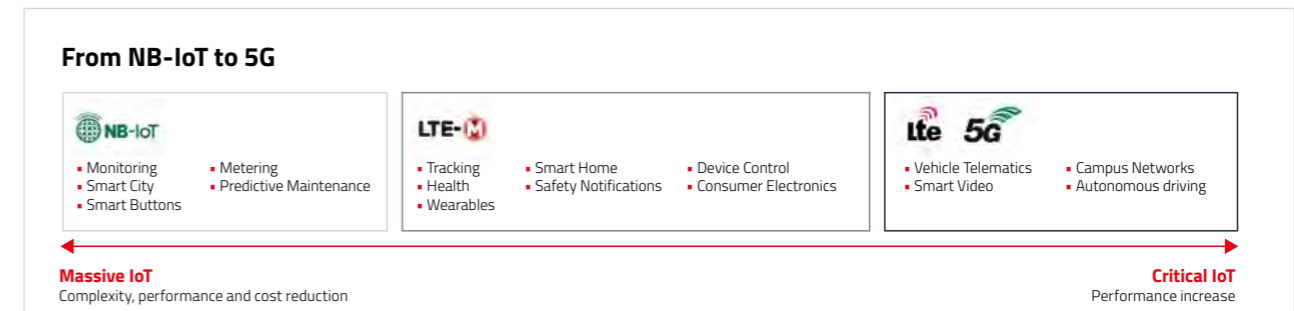 From NB-IoT to 5G
NB-IoT
▪ Monitoring
▪ Smart City
▪ Smart Buttons
▪ Metering
▪ Predictive Maintenance
LTE-M
▪ Tracking
▪ Health
▪ Wearables
▪ Smart Home
▪ Safety Notifications
▪ Device Control
▪ Consumer Electronics
lte 5G
▪ Vehicle Telematics
▪ Smart Video
▪ Campus Networks
▪ Autonomous driving
Massive IoT
Complexity, performance and cost reduction
Critical IoT
Performance increase